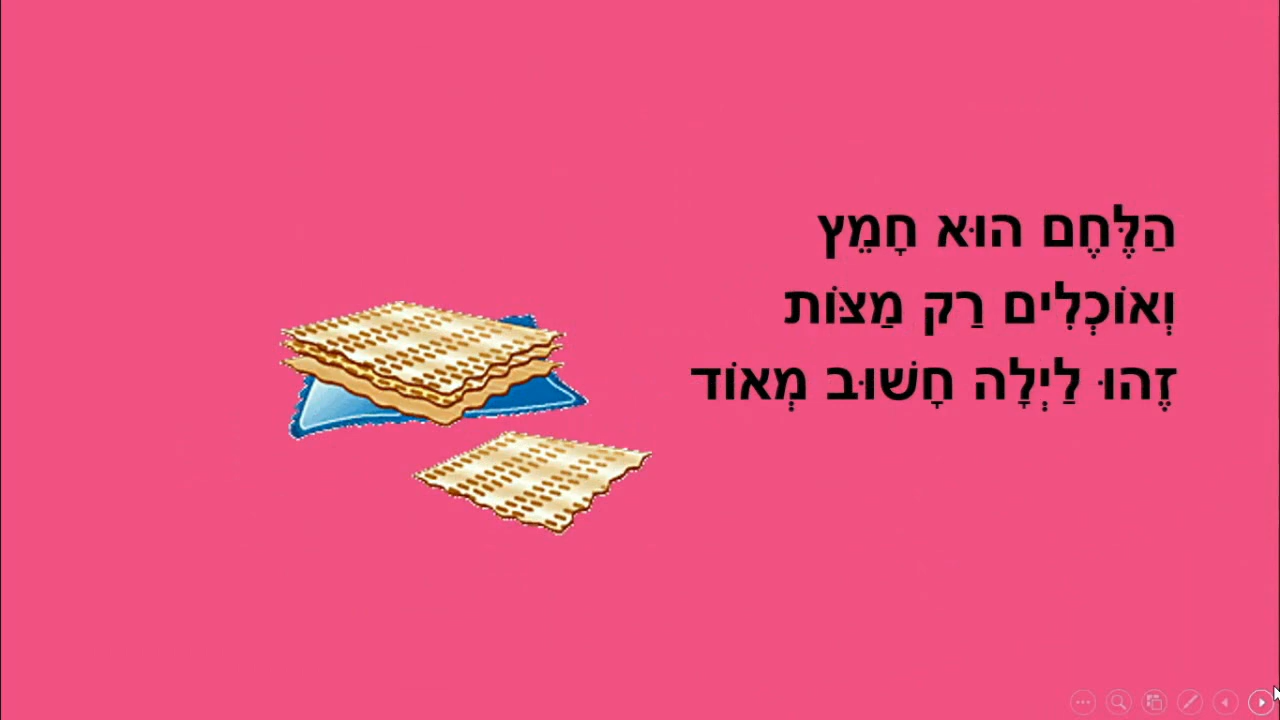 הַלֶּחֶם הוּא חָמֵץ
וְאוֹכְלִים רַק מַצּוֹת
זֶהוּ לַיְלָה חָשׁוּב מְאוֹד